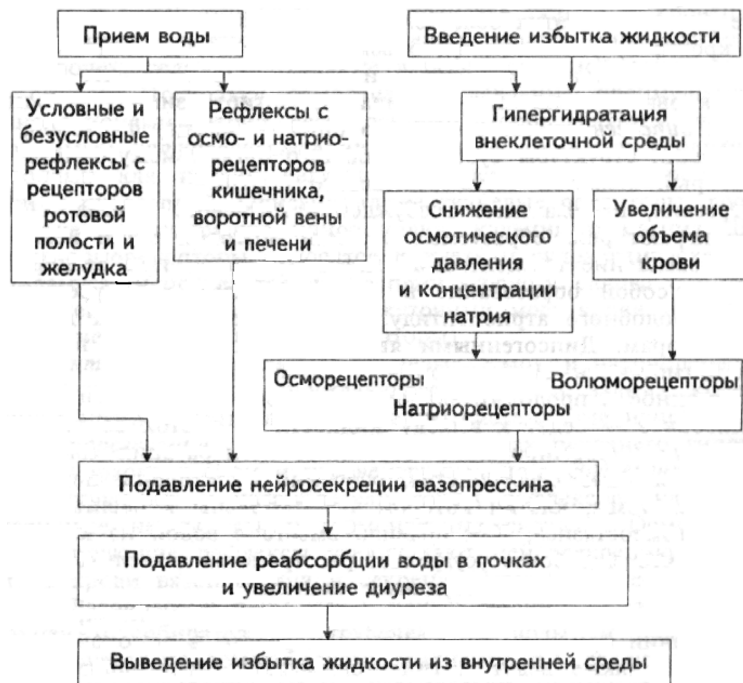 Прием воды
Введение избытка жидкости
Условные и
безусловные
рефлексы с
рецепторов
ротовой
полости и
желудка
Рефлексы с
осмо- и натрио-
рецепторов
кишечника,
воротной вены
и печени
Гипергидратация
внеклеточной среды
Снижение
осмотического
давления
и концентрации
натрия
Увеличение
объема
крови
Осморецепторы
Волюморецепторы
Натриорецепторы
Подавление нейросекреции вазопрессина
Подавление реабсорбции воды в почках
и увеличение диуреза
Выведение избытка жидкости из внутренней среды